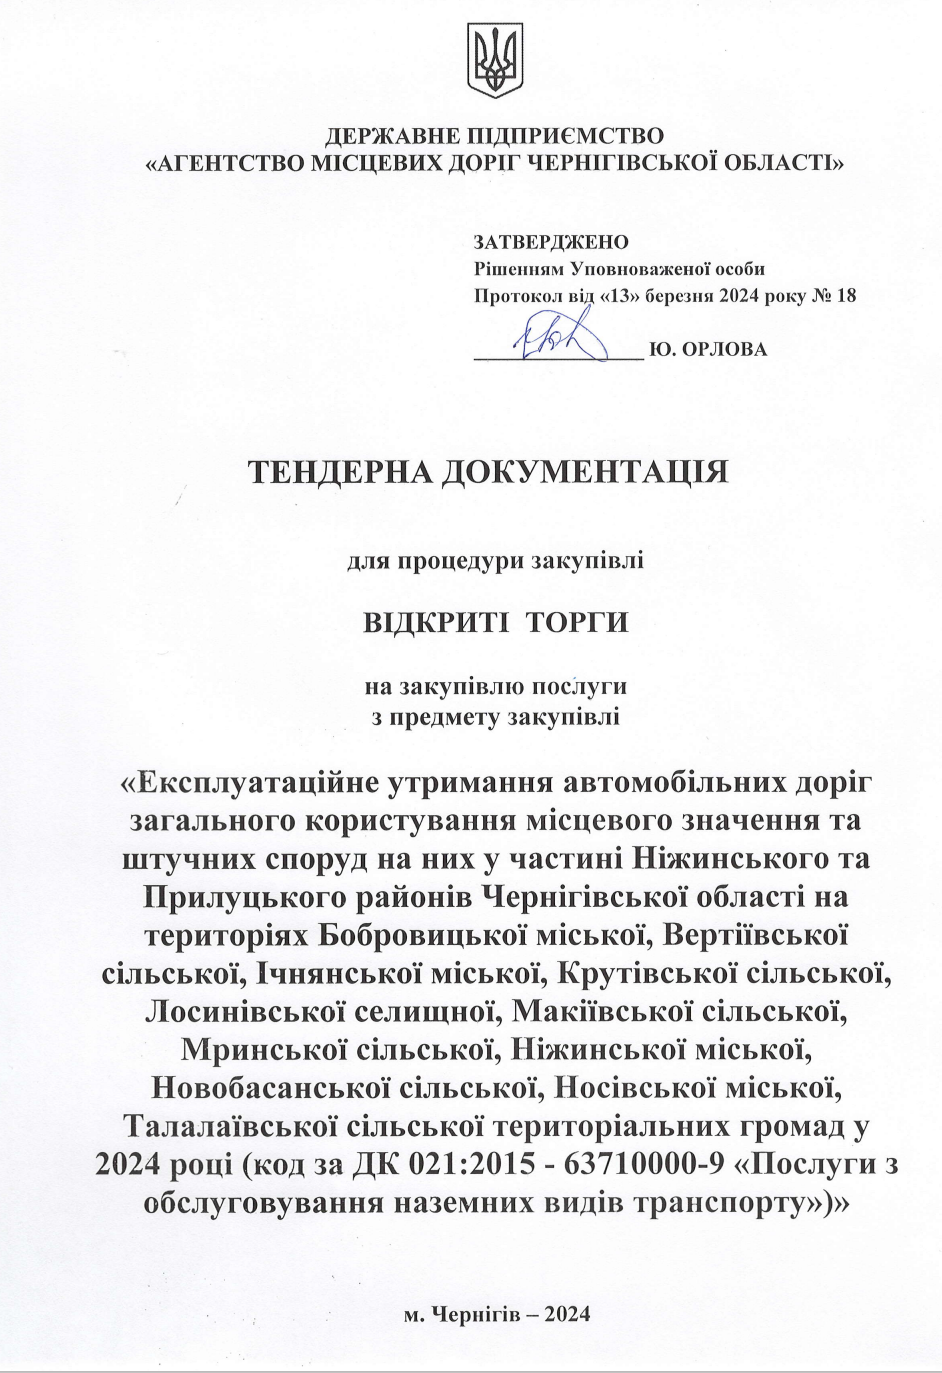 ДЕРЖАВНЕ ПІДПРИЄМСТВО
«АГЕНТСТВО МІСЦЕВИХ ДОРІГ ЧЕРНІГІВСЬКОЇ ОБЛАСТІ»
ЗАТВЕРДЖЕНО
Рішенням Уповноваженої особи
Протокол від «13» березня 2024 року № 18
Ю. ОРЛОВА
ТЕНДЕРНА ДОКУМЕНТАЦІЯ
для процедури закупівлі
ВІДКРИТІ ТОРГИ
на закупівлю послуги
з предмету закупівлі
«Експлуатаційне утримання автомобільних доріг
загального користування місцевого значення та
штучних споруд на них у частині Ніжинського та
Прилуцького районів Чернігівської області на
територіях Бобровицької міської, Вертіївської
сільської, Ічнянської міської, Крутівської сільської,
Лосинівської селищної, Макіївської сільської,
Мринської сільської, Ніжинської міської,
Новобасанської сільської, Носівської міської,
Талалаївської сільської територіальних громад у
2024 році (код за ДК 021:2015 - 63710000-9 «Послуги з
обслуговування наземних видів транспорту»)»
м. Чернігів – 2024